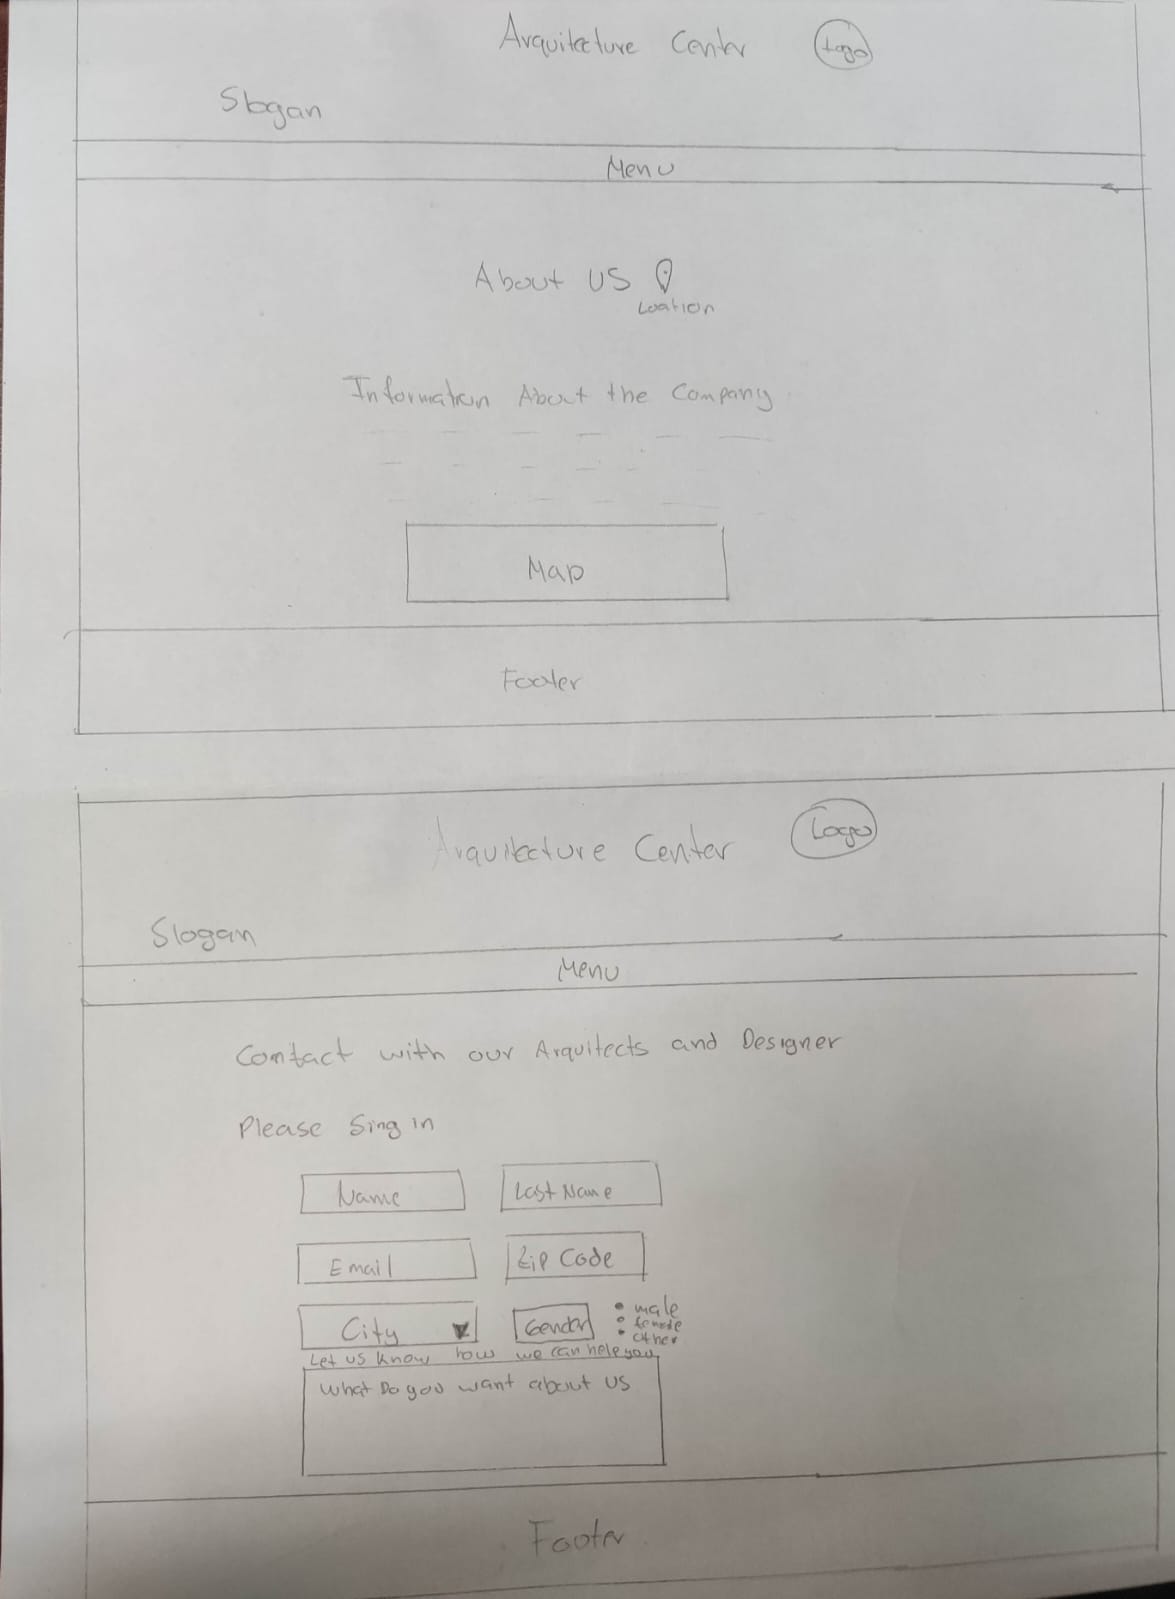 Arquitecture Center Logo
Slogan
Menu
About US
Location
Information About the Company
Map
Footer
Arquitecture Center Logo
Slogan
Menu
Contact with our Arquitects and Designer
Please Sing in
Name Last Name
Email Zip Code
City Gender
male
female
other
Let us know how we can help you
What Do you want about us
Footer